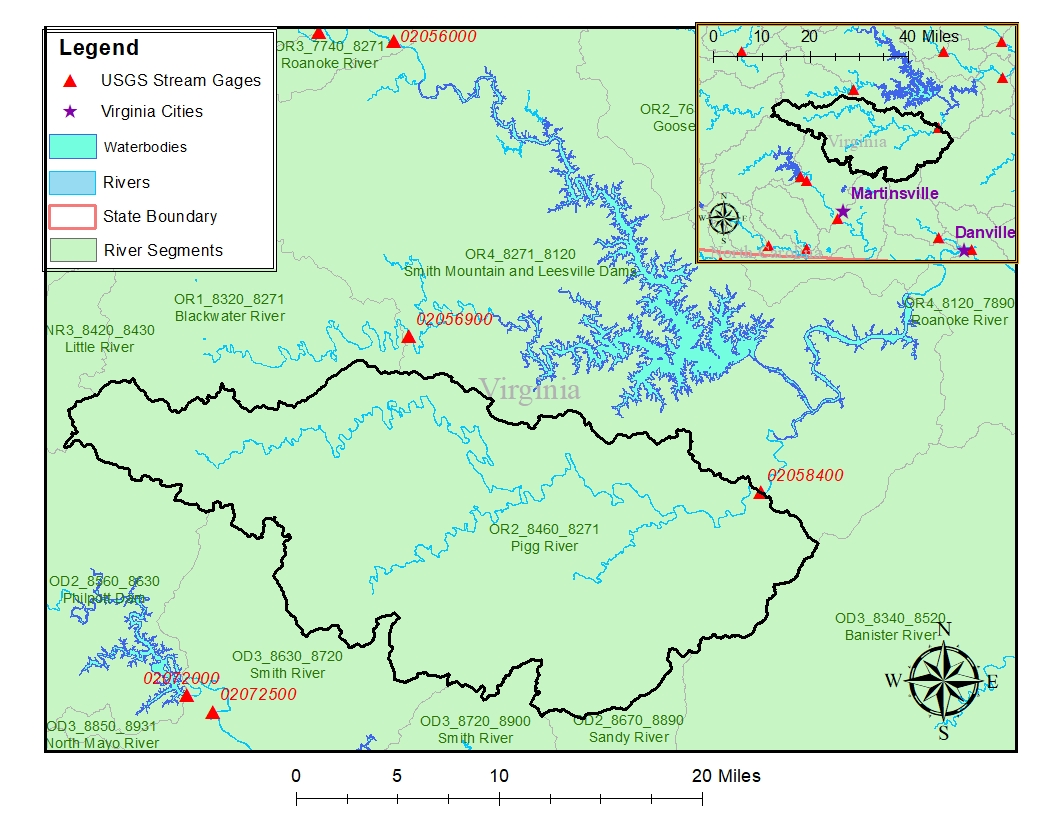 Legend
USGS Stream Gages
Virginia Cities
Waterbodies
Rivers
State Boundary
River Segments
OR3_7740_8271
Roanoke River
02056000
OR2_76
Goose
0 10 20 40 Miles
Virginia
Martinsville
Danville
N
W E
S
OR4_8271_8120
Smith Mountain and Leesville Dams
OR1_8320_8271
Blackwater River
02056900
NR3_8420_8430
Little River
OR4_8120_7890
Roanoke River
Virginia
02058400
OR2_8460_8271
Pigg River
OD2_8560_8630
Philpott Dam
OD3_8340_8520
Banister River
N
W E
S
OD3_8630_8720
Smith River
02072000
02072500
OD3_8850_8931
North Mayo River
OD3_8720_8900
Smith River
OD2_8670_8890
Sandy River
0 5 10 20 Miles